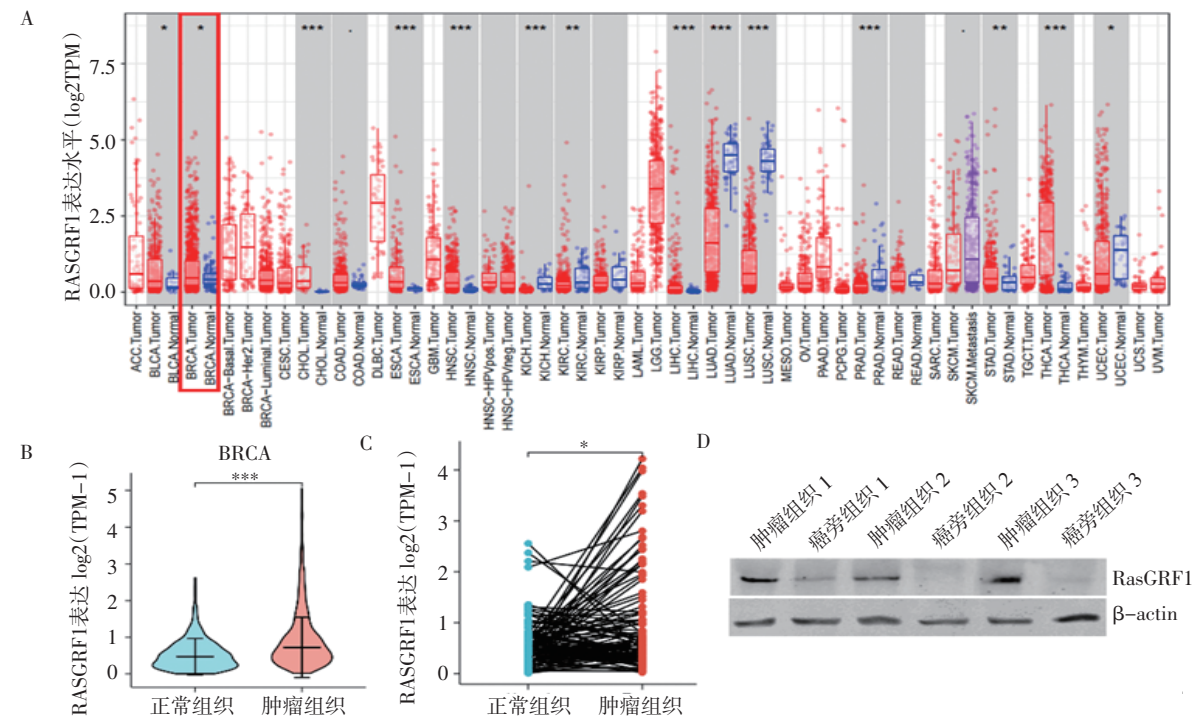 A
* * *** . *** *** *** ** *** *** *** *** . ** *** *
RASGRF1表达水平(log2TPM)
7.5
5.0
2.5
0.0
ACC.Tumor
BLCA.Tumor
BLCA.Normal
BRCA.Tumor
BRCA.Normal
BRCA-Basal.Tumor
BRCA-Her2.Tumor
BRCA-Luminal.Tumor
CESC.Tumor
CHOL.Tumor
CHOL.Normal
COAD.Tumor
COAD.Normal
DLBC.Tumor
ESCA.Tumor
ESCA.Normal
GBM.Tumor
HNSC.Tumor
HNSC.Normal
HNSC-HPVpos.Tumor
HNSC-HPVneg.Tumor
KICH.Tumor
KICH.Normal
KIRC.Tumor
KIRC.Normal
KIRP.Tumor
KIRP.Normal
LAML.Tumor
LGG.Tumor
LIHC.Tumor
LIHC.Normal
LUAD.Tumor
LUAD.Normal
LUSC.Tumor
LUSC.Normal
MESO.Tumor
OV.Tumor
PAAD.Tumor
PCPG.Tumor
PRAD.Tumor
PRAD.Normal
READ.Tumor
READ.Normal
SARC.Tumor
SKCM.Tumor
SKCM.Metastasis
STAD.Tumor
STAD.Normal
TGCT.Tumor
THCA.Tumor
THCA.Normal
THYM.Tumor
UCEC.Tumor
UCEC.Normal
UCS.Tumor
UVM.Tumor
B
BRCA
***
RASGRF1表达 log2(TPM-1)
5
4
3
2
1
0
正常组织 肿瘤组织
C
*
RASGRF1表达 log2(TPM-1)
4
3
2
1
0
正常组织 肿瘤组织
D
肿瘤组织1
癌旁组织1
肿瘤组织2
癌旁组织2
肿瘤组织3
癌旁组织3
RasGRF1
β-actin